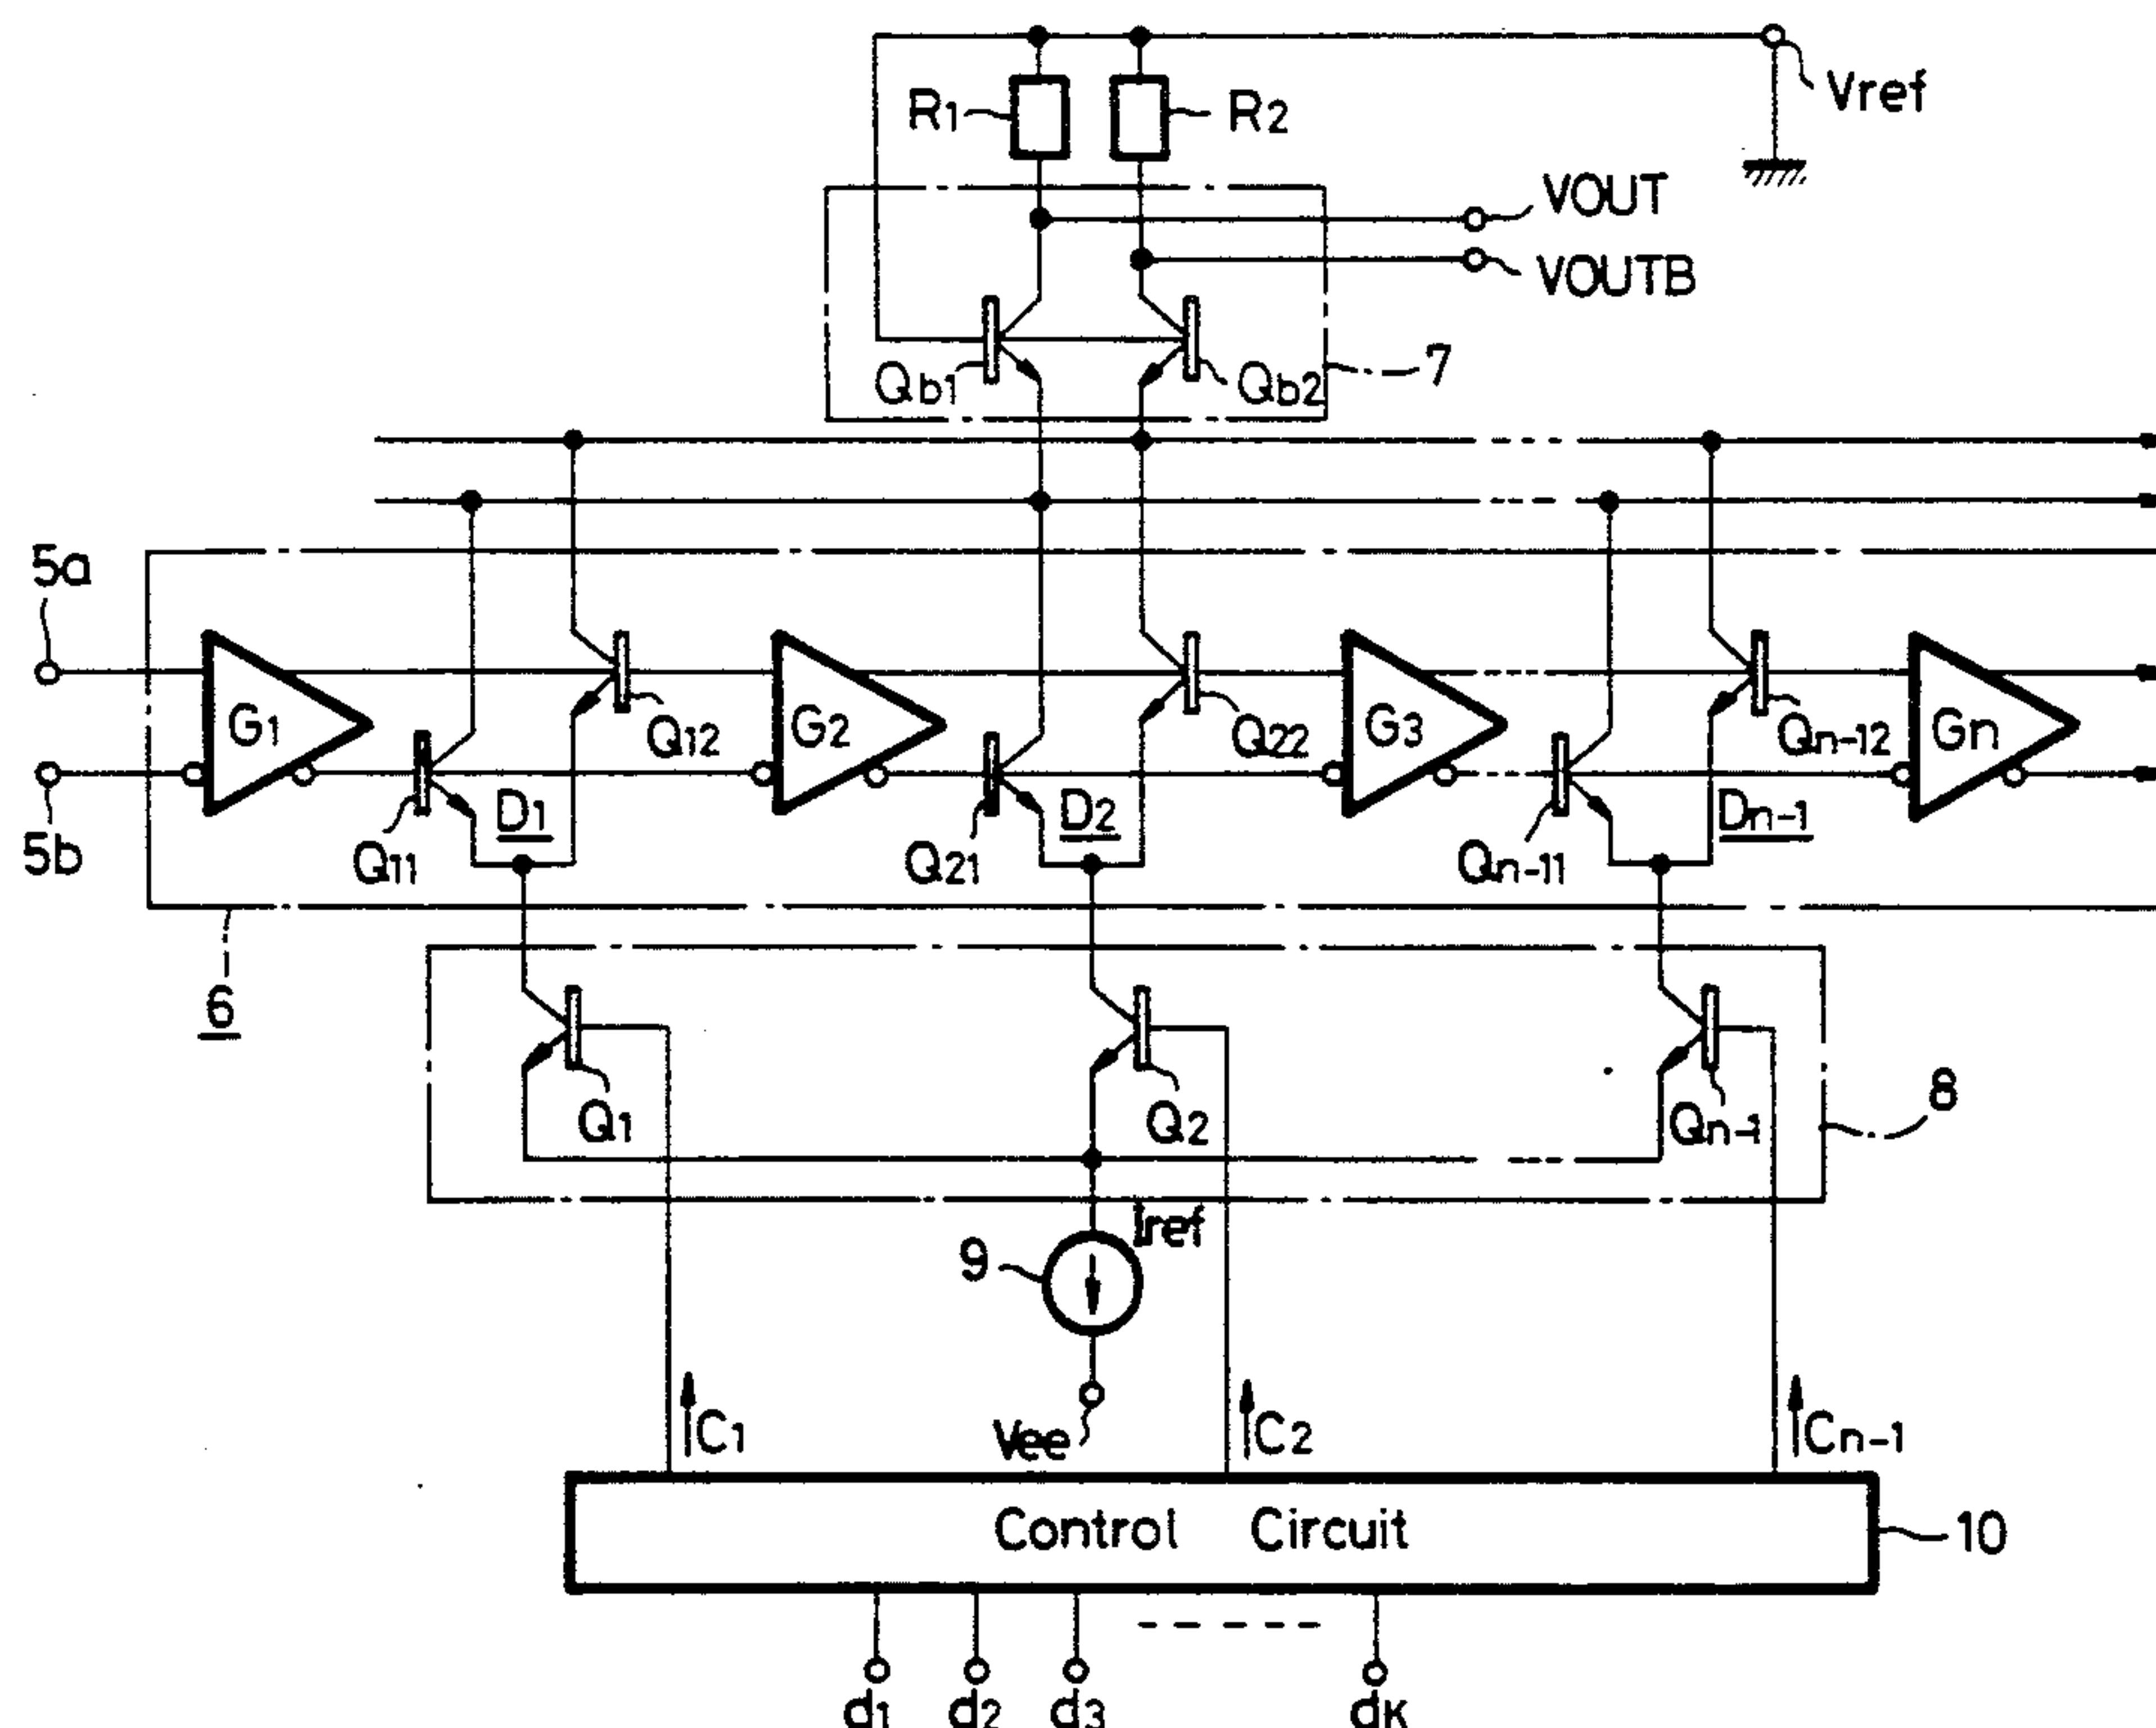 R1
R2
Vref
VOUT
VOUTB
Qb1
Qb2
7
5a
5b
G1
Q12
G2
Q22
G3
Qn-12
Gn
Q11
D1
Q21
D2
Qn-11
Dn-1
6
Q1
Q2
Qn-1
8
9
Iref
Vee
C1
C2
Cn-1
Control Circuit
10
d1
d2
d3
dK